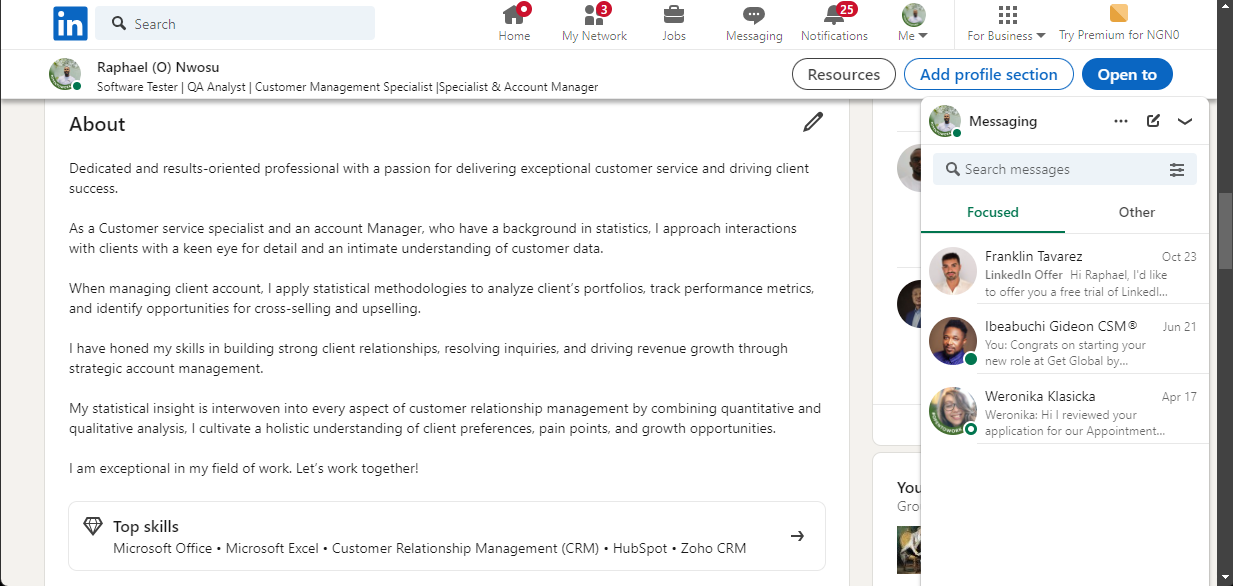 in
Search
Home
3
My Network
Jobs
Messaging
25
Notifications
Me
For Business
Try Premium for NGN0
Raphael (O) Nwosu
Software Tester | QA Analyst | Customer Management Specialist |Specialist & Account Manager
Resources
Add profile section
Open to
About
Dedicated and results-oriented professional with a passion for delivering exceptional customer service and driving client
success.
As a Customer service specialist and an account Manager, who have a background in statistics, I approach interactions
with clients with a keen eye for detail and an intimate understanding of customer data.
When managing client account, I apply statistical methodologies to analyze client’s portfolios, track performance metrics,
and identify opportunities for cross-selling and upselling.
I have honed my skills in building strong client relationships, resolving inquiries, and driving revenue growth through
strategic account management.
My statistical insight is interwoven into every aspect of customer relationship management by combining quantitative and
qualitative analysis, I cultivate a holistic understanding of client preferences, pain points, and growth opportunities.
I am exceptional in my field of work. Let’s work together!
Top skills
Microsoft Office • Microsoft Excel • Customer Relationship Management (CRM) • HubSpot • Zoho CRM
You
Gro
Messaging
Search messages
Focused
Other
Franklin Tavarez
Oct 23
LinkedIn Offer Hi Raphael, I'd like
to offer you a free trial of LinkedI...
Ibeabuchi Gideon CSM®
Jun 21
You: Congrats on starting your
new role at Get Global by...
Weronika Klasicka
Apr 17
Weronika: Hi I reviewed your
application for our Appointment...